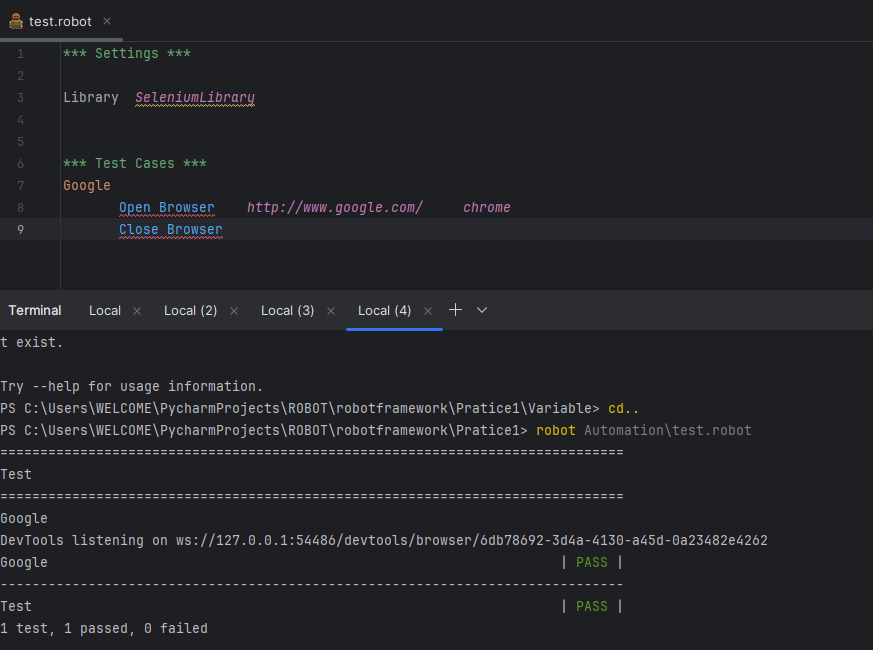 test.robot
1 *** Settings ***
2
3 Library SeleniumLibrary
4
5
6 *** Test Cases ***
7 Google
8 Open Browser http://www.google.com/ chrome
9 Close Browser
Terminal Local Local (2) Local (3) Local (4)
t exist.
Try --help for usage information.
PS C:\Users\WELCOME\PycharmProjects\ROBOT\robotframework\Pratice1\Variable> cd..
PS C:\Users\WELCOME\PycharmProjects\ROBOT\robotframework\Pratice1> robot Automation\test.robot
==============================================================================
Test
==============================================================================
Google
DevTools listening on ws://127.0.0.1:54486/devtools/browser/6db78692-3d4a-4130-a45d-0a23482e4262
Google | PASS |
------------------------------------------------------------------------------
Test | PASS |
1 test, 1 passed, 0 failed